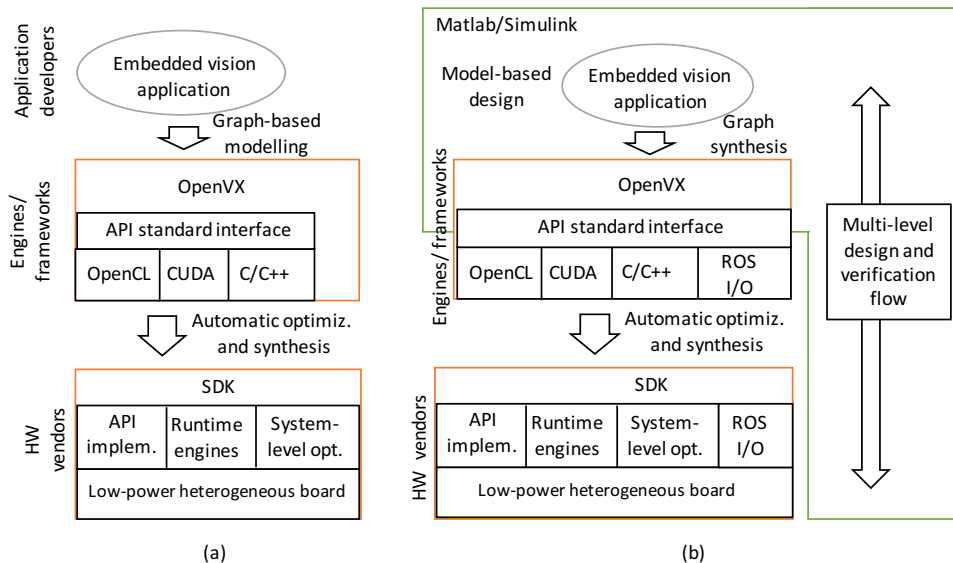 Application
developers
Embedded vision
application
Graph-based
modelling
Engines/
frameworks
OpenVX
API standard interface
OpenCL
CUDA
C/C++
Automatic optimiz.
and synthesis
HW
vendors
SDK
API
implem.
Runtime
engines
System-
level opt.
Low-power heterogeneous board
(a)
Matlab/Simulink
Model-based
design
Embedded vision
application
Graph
synthesis
Engines/ frameworks
OpenVX
API standard interface
OpenCL
CUDA
C/C++
ROS
I/O
Automatic optimiz.
and synthesis
HW vendors
SDK
API
implem.
Runtime
engines
System-
level opt.
ROS
I/O
Low-power heterogeneous board
Multi-level
design and
verification
flow
(b)